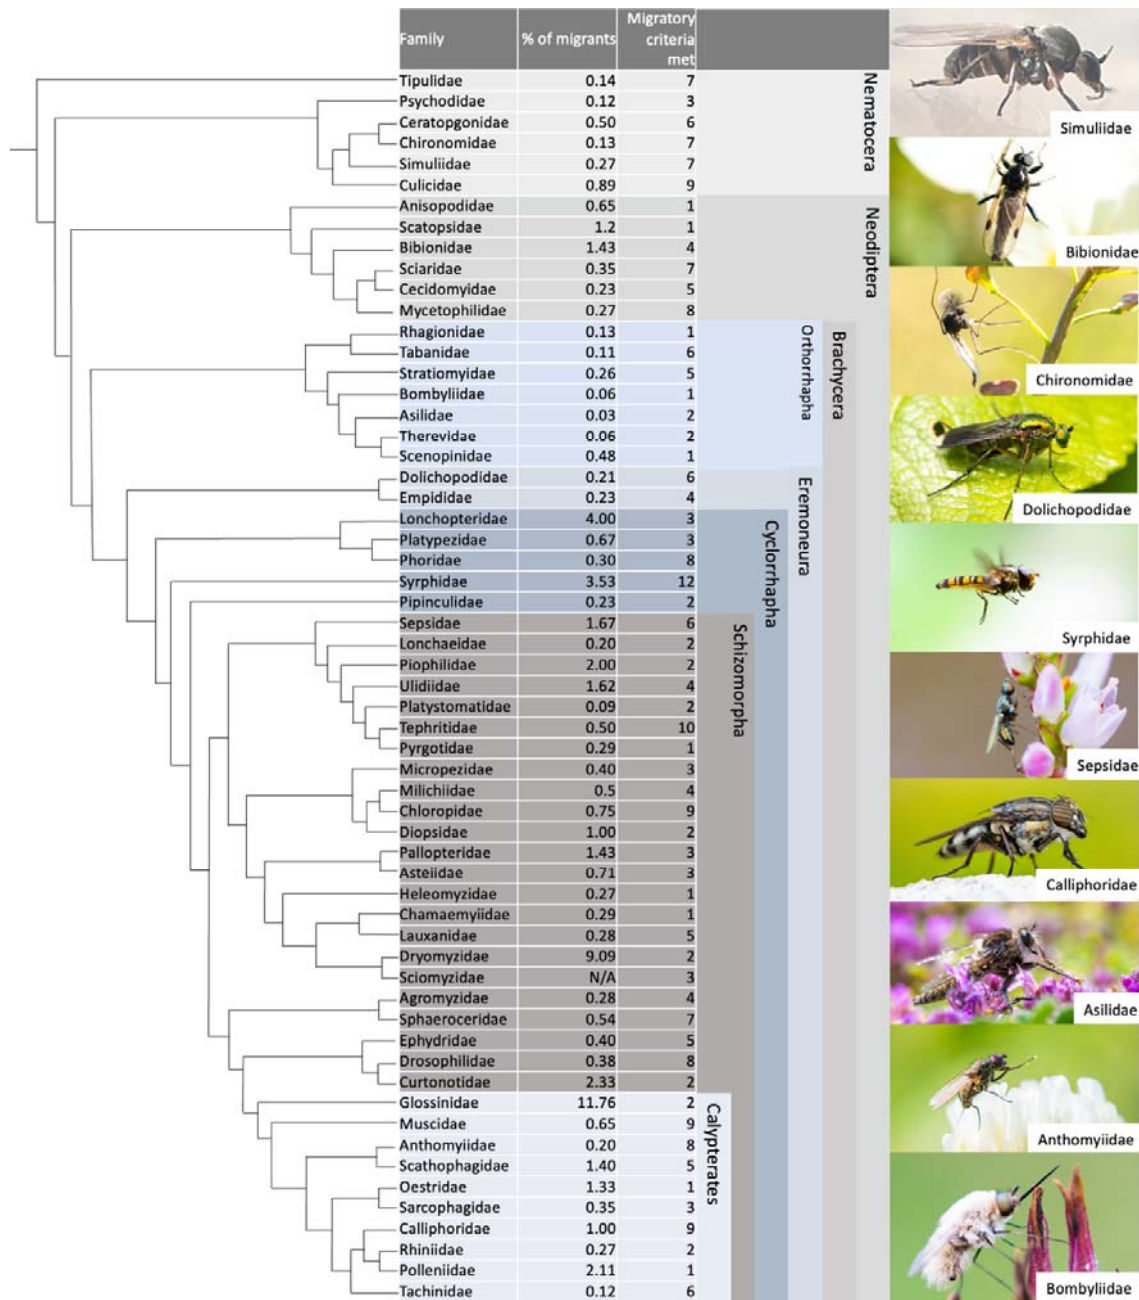 Family % of migrants Migratory criteria met
Tipulidae 0.14 7
Psychodidae 0.12 3
Ceratopgonidae 0.50 6
Chironomidae 0.13 7
Simuliidae 0.27 7
Culicidae 0.89 9
Anisopodidae 0.65 1
Scatopsidae 1.2 1
Bibionidae 1.43 4
Sciaridae 0.35 7
Cecidomyidae 0.23 5
Mycetophilidae 0.27 8
Rhagionidae 0.13 1
Tabanidae 0.11 6
Stratiomyidae 0.26 5
Bombyliidae 0.06 1
Asilidae 0.03 2
Therevidae 0.06 2
Scenopinidae 0.48 1
Dolichopodidae 0.21 6
Empididae 0.23 4
Lonchopteridae 4.00 3
Platypezidae 0.67 3
Phoridae 0.30 8
Syrphidae 3.53 12
Pipinculidae 0.23 2
Sepsidae 1.67 6
Lonchaeidae 0.20 2
Piophilidae 2.00 2
Ulidiidae 1.62 4
Platystomatidae 0.09 2
Tephritidae 0.50 10
Pyrgotidae 0.29 1
Micropezidae 0.40 3
Milichiidae 0.5 4
Chloropidae 0.75 9
Diopsidae 1.00 2
Pallopteridae 1.43 3
Asteiidae 0.71 3
Heleomyzidae 0.27 1
Chamaemyiidae 0.29 1
Lauxanidae 0.28 5
Dryomyzidae 9.09 2
Sciomyzidae N/A 3
Agromyzidae 0.28 4
Sphaeroceridae 0.54 7
Ephydridae 0.40 5
Drosophilidae 0.38 8
Curtonotidae 2.33 2
Glossinidae 11.76 2
Muscidae 0.65 9
Anthomyiidae 0.20 8
Scathophagidae 1.40 5
Oestridae 1.33 1
Sarcophagidae 0.35 3
Calliphoridae 1.00 9
Rhiniidae 0.27 2
Polleniidae 2.11 1
Tachinidae 0.12 6
Nematocera
Neodiptera
Brachycera
Orthorrhapha
Eremoneura
Cyclorrhapha
Schizomorpha
Calypterates
Simuliidae
Bibionidae
Chironomidae
Dolichopodidae
Syrphidae
Sepsidae
Calliphoridae
Asilidae
Anthomyiidae
Bombyliidae